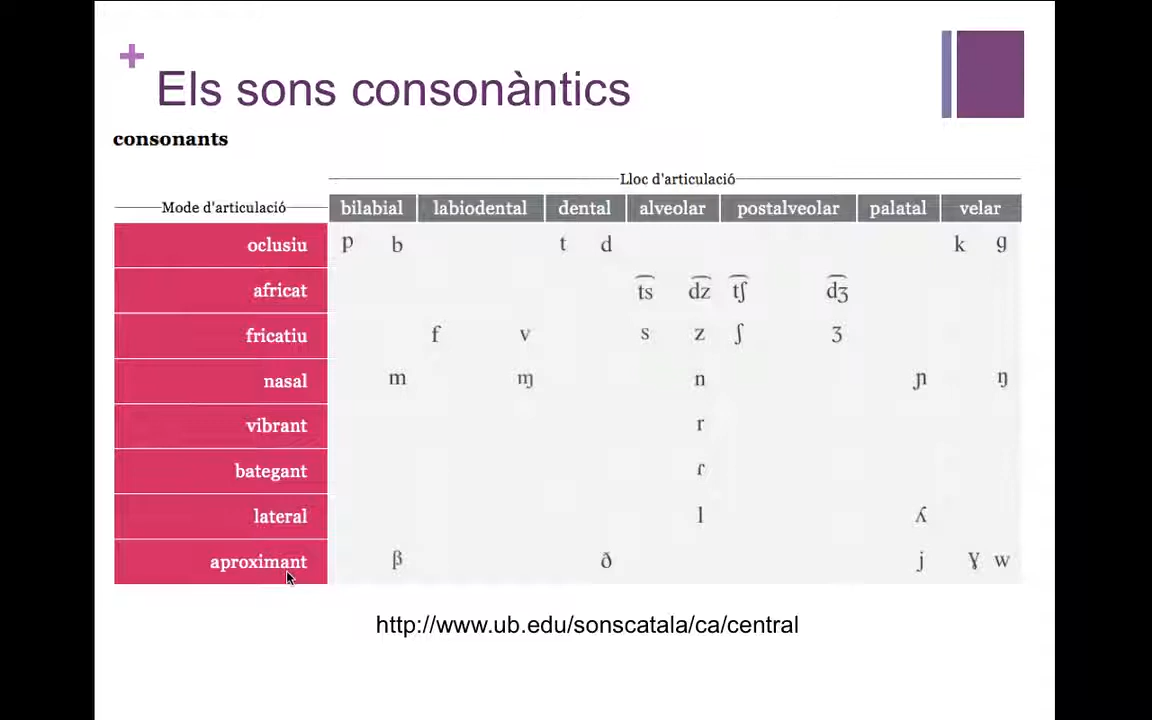 +
Els sons consonàntics
consonants
Lloc d'articulació
Mode d'articulació bilabial labiodental dental alveolar postalveolar palatal velar
oclusiu p b t d k g
africat t͡s d͡z t͡ʃ d͡ʒ
fricatiu f v s z ʃ ʒ
nasal m ɱ n ɲ ŋ
vibrant r
bategant ɾ
lateral l ʎ
aproximant β ð j ɣ w
http://www.ub.edu/sonscatala/ca/central